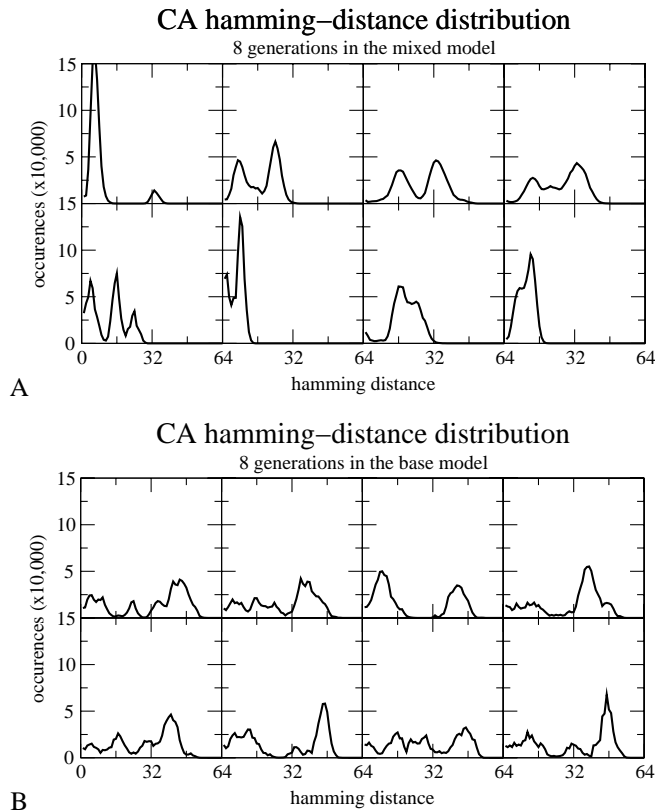 CA hamming–distance distribution
8 generations in the mixed model
15
10
5
0
15
10
5
0
occurences (x10,000)
0 32 64 32 64 32 64 32 64
hamming distance
A
CA hamming–distance distribution
8 generations in the base model
15
10
5
0
15
10
5
0
occurences (x10,000)
0 32 64 32 64 32 64 32 64
hamming distance
B